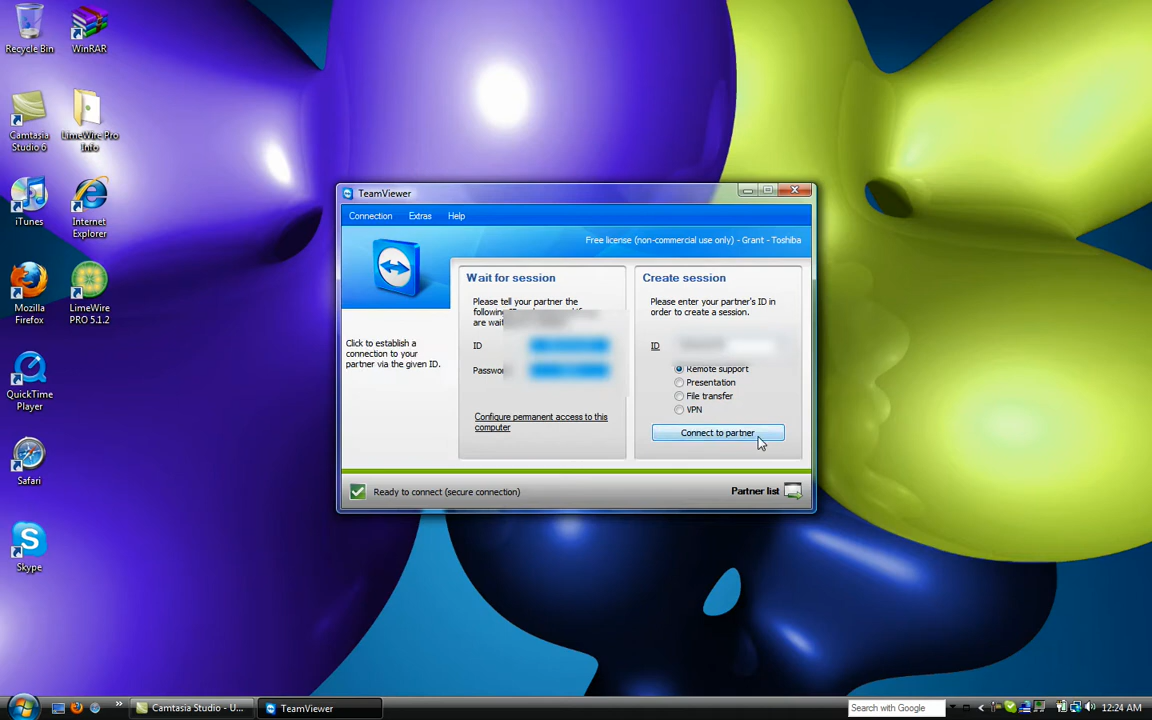 Recycle Bin
WinRAR
Camtasia
Studio 6
LimeWire Pro
Info
iTunes
Internet
Explorer
Mozilla
Firefox
LimeWire
PRO 5.1.2
QuickTime
Player
Safari
Skype
TeamViewer
Connection Extras Help
Free license (non-commercial use only) - Grant - Toshiba
Wait for session
Please tell your partner the
are
ID
Click to establish a
connection to your
partner via the given ID.
Configure permanent access to this
computer
Create session
Please enter your partner's ID in
order to create a session.
ID
Remote support
Presentation
File transfer
VPN
Connect to partner
Ready to connect (secure connection)
Partner list
Camtasia Studio - U...
TeamViewer
Search with Google
12:24 AM